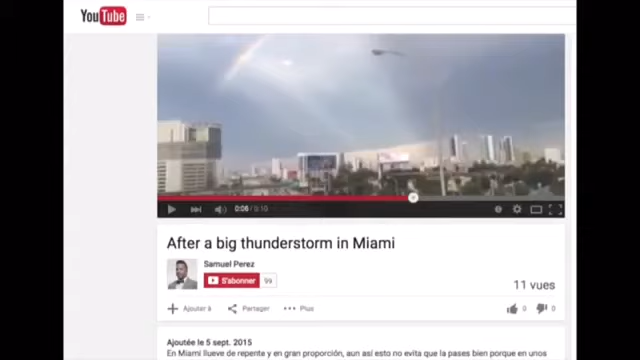 YouTube
0:06 / 0:10
After a big thunderstorm in Miami
Samuel Perez
S'abonner 99
11 vues
Ajouter à Partager Plus 0 0
Ajoutée le 5 sept. 2015
En Miami llueve de repente y en gran proporción, aun así esto no evita que la pases bien porque en unos